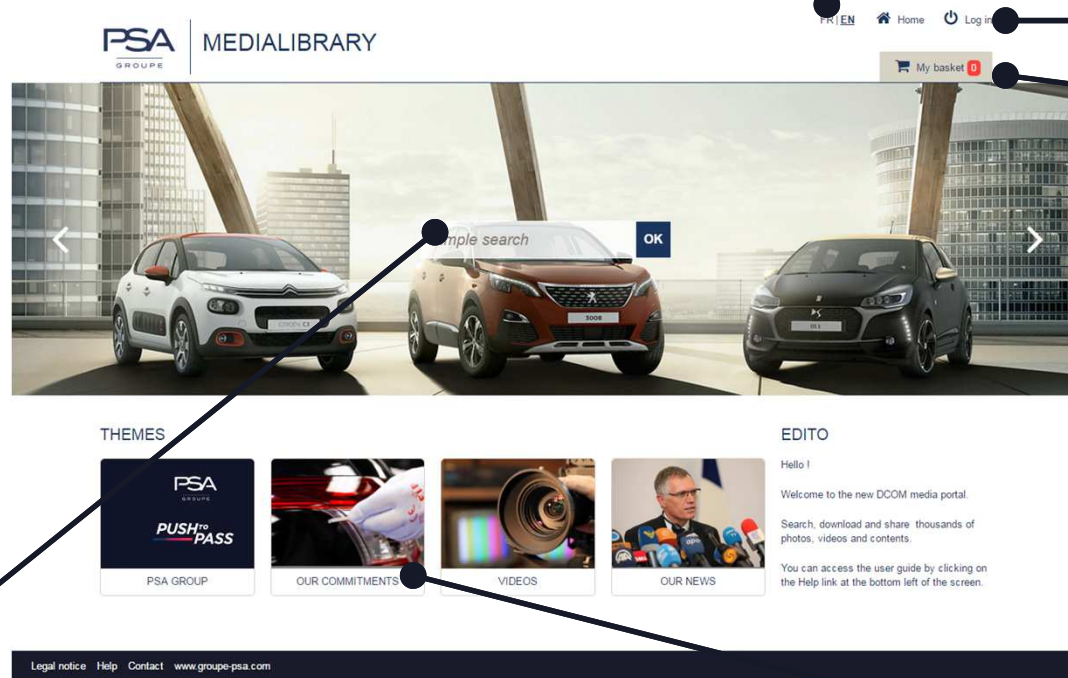 FR | EN Home Log in
PSA
GROUPE
MEDIALIBRARY
My basket 0
mple search OK
CITROËN C3
3008
THEMES
PSA
GROUPE
PUSH TO
PASS
PSA GROUP
OUR COMMITMENTS
VIDEOS
OUR NEWS
EDITO
Hello !
Welcome to the new DCOM media portal.
Search, download and share thousands of
photos, videos and contents.
You can access the user guide by clicking on
the Help link at the bottom left of the screen.
Legal notice Help Contact www.groupe-psa.com